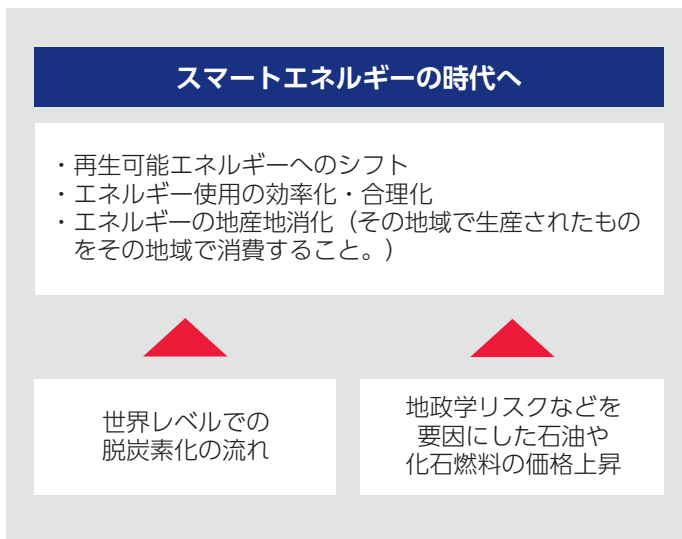 スマートエネルギーの時代へ
・再生可能エネルギーへのシフト
・エネルギー使用の効率化・合理化
・エネルギーの地産地消化（その地域で生産されたもの
をその地域で消費すること。）
世界レベルでの
脱炭素化の流れ
地政学リスクなどを
要因にした石油や
化石燃料の価格上昇